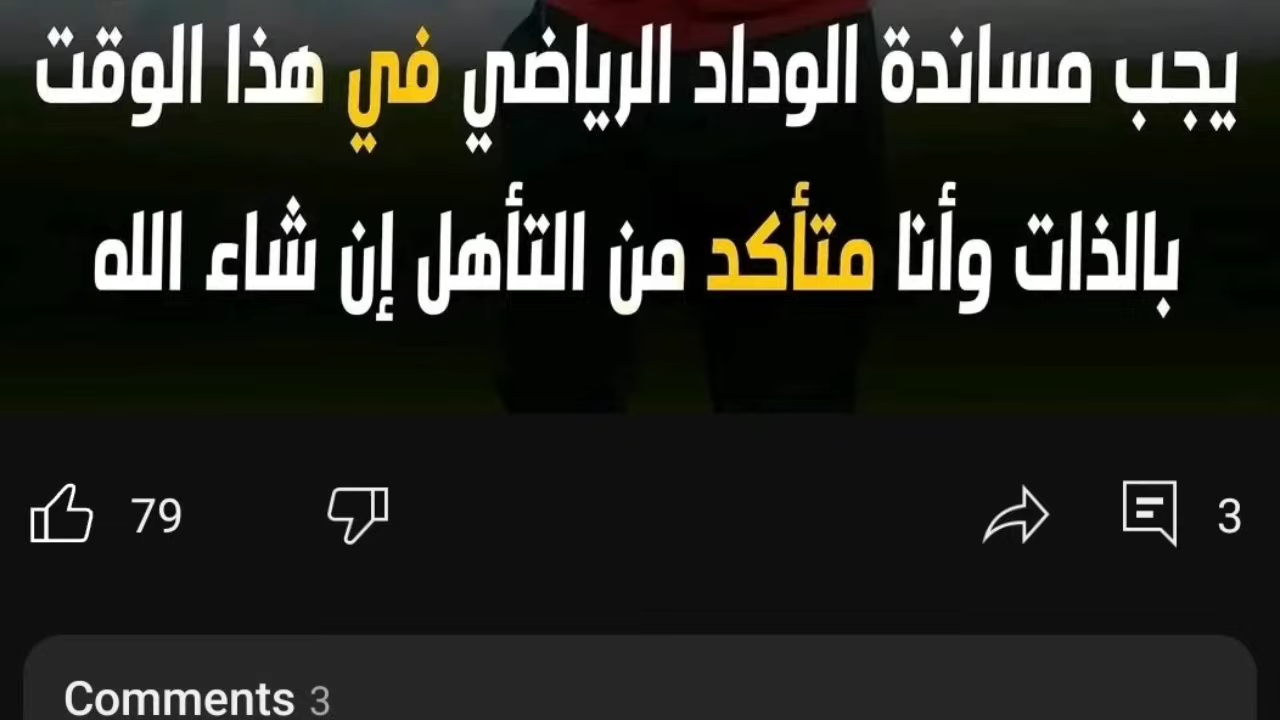 يجب مساندة الوداد الرياضي في هذا الوقت
بالذات وأنا متأكد من التأهل إن شاء الله
79
3
Comments 3